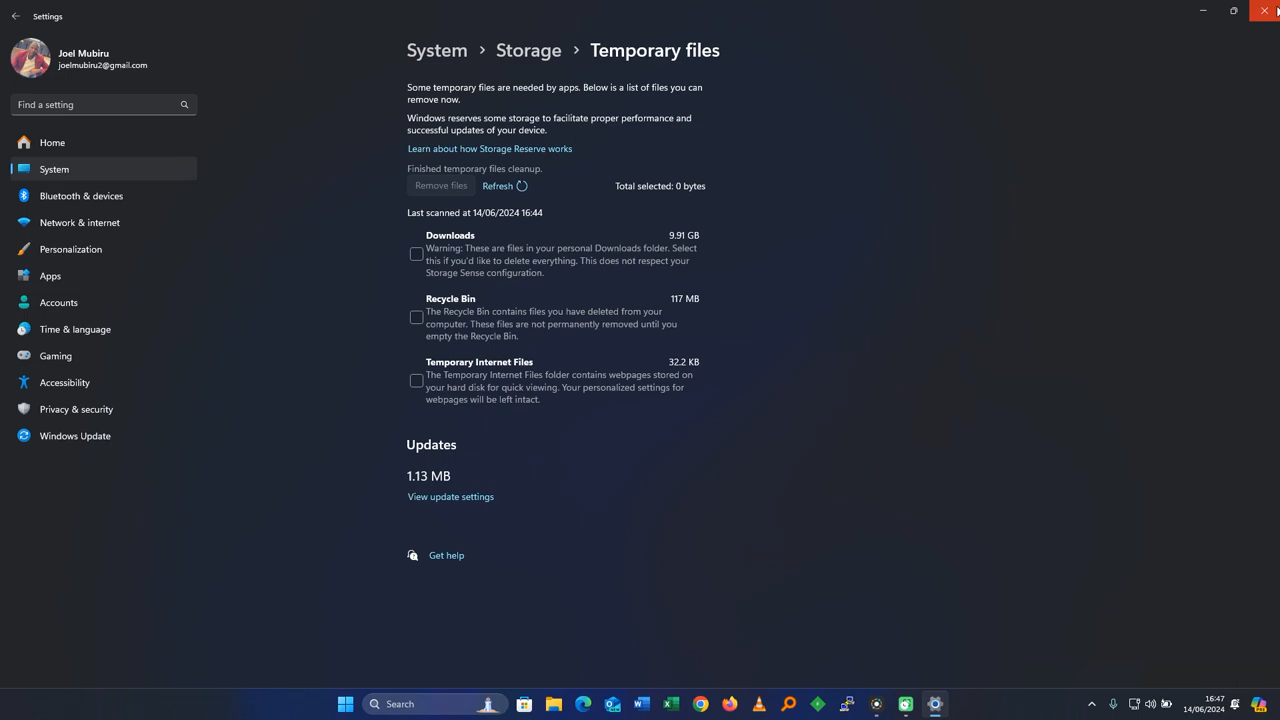 Settings
Joel Mubiru
joelmubiru2@gmail.com
Find a setting
Home
System
Bluetooth & devices
Network & internet
Personalization
Apps
Accounts
Time & language
Gaming
Accessibility
Privacy & security
Windows Update
System > Storage > Temporary files
Some temporary files are needed by apps. Below is a list of files you can
remove now.
Windows reserves some storage to facilitate proper performance and
successful updates of your device.
Learn about how Storage Reserve works
Finished temporary files cleanup.
Remove files Refresh Total selected: 0 bytes
Last scanned at 14/06/2024 16:44
Downloads 9.91 GB
Warning: These are files in your personal Downloads folder. Select
this if you'd like to delete everything. This does not respect your
Storage Sense configuration.
Recycle Bin 117 MB
The Recycle Bin contains files you have deleted from your
computer. These files are not permanently removed until you
empty the Recycle Bin.
Temporary Internet Files 32.2 KB
The Temporary Internet Files folder contains webpages stored on
your hard disk for quick viewing. Your personalized settings for
webpages will be left intact.
Updates
1.13 MB
View update settings
Get help
Search
16:47
14/06/2024